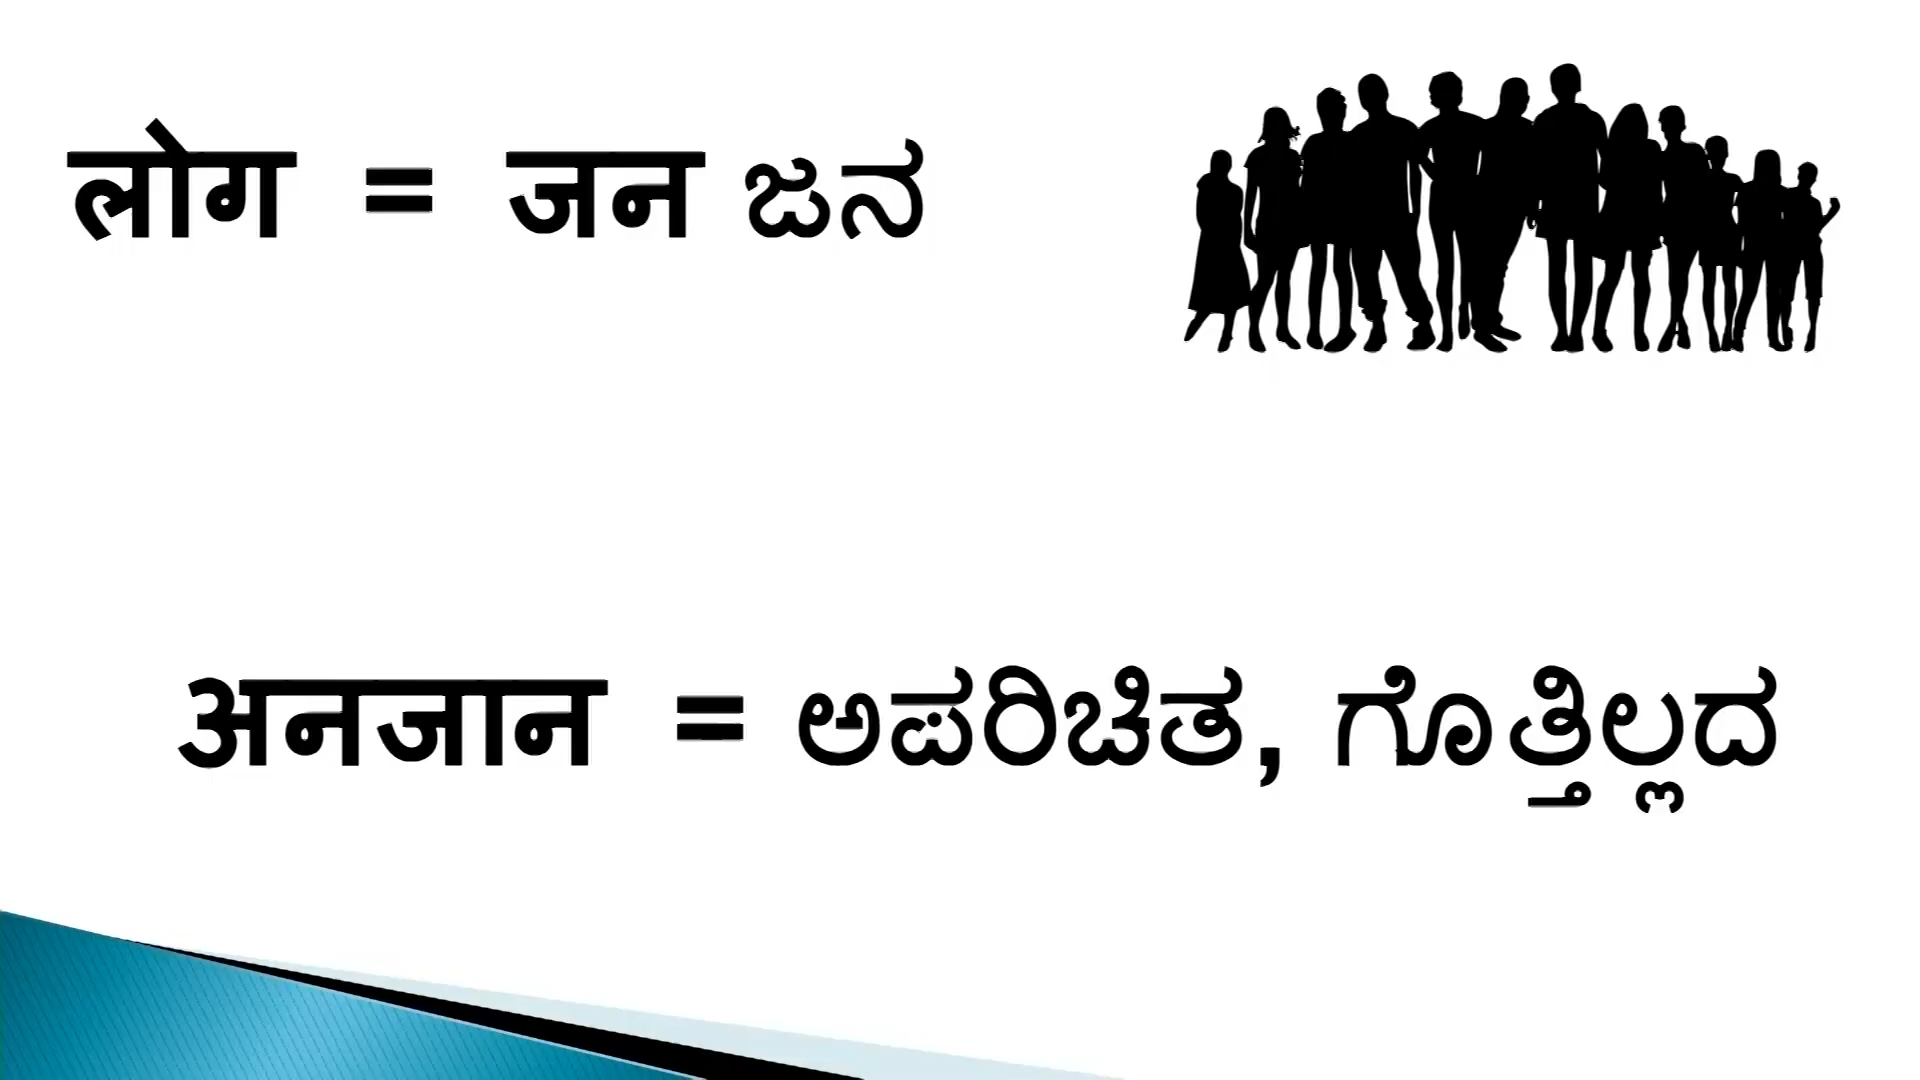 लोग = जन ಜನ
अनजान = ಅಪರಿಚಿತ, ಗೊತ್ತಿಲ್ಲದ